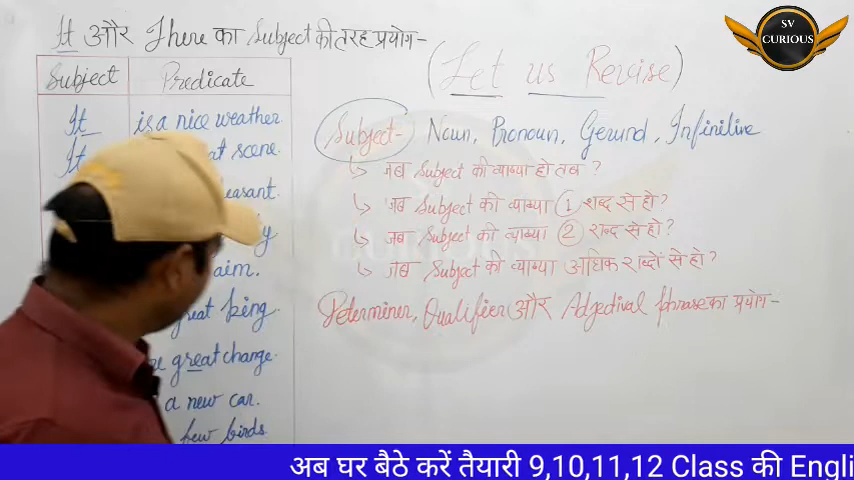 It और There का Subject की तरह प्रयोग-
Subject Predicate
It is a nice weather.
It at scene.
easant.
y
aim.
great king.
great change.
a new car.
few birds.
(Let us Revise)
Subject- Noun, Pronoun, Gerund, Infinitive
जब Subject की व्याख्या हो तब ?
जब Subject की व्याख्या 1 शब्द से हो?
जब Subject की व्याख्या 2 शब्द से हो?
जब Subject की व्याख्या अधिक शब्दों से हो?
Determiner, Qualifier और Adjedival phrase का प्रयोग-
SV
CURIOUS
अब घर बैठे करें तैयारी 9,10,11,12 Class की Engli